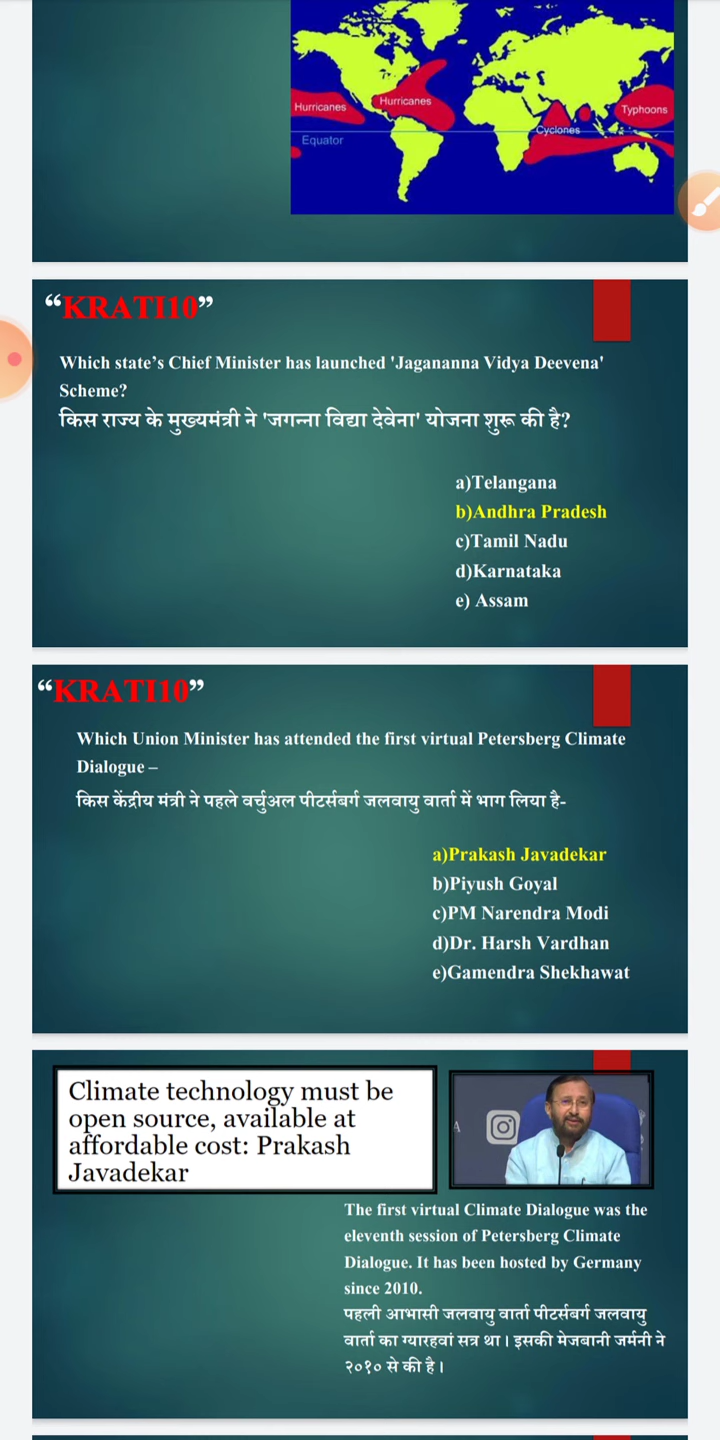 Hurricanes
Hurricanes
Typhoons
Cyclones
Equator
“KRATI10”
Which state’s Chief Minister has launched 'Jagananna Vidya Deevena'
Scheme?
किस राज्य के मुख्यमंत्री ने 'जगन्ना विद्या देवेना' योजना शुरू की है?
a)Telangana
b)Andhra Pradesh
c)Tamil Nadu
d)Karnataka
e) Assam
“KRATI10”
Which Union Minister has attended the first virtual Petersberg Climate
Dialogue –
किस केंद्रीय मंत्री ने पहले वर्चुअल पीटर्सबर्ग जलवायु वार्ता में भाग लिया है-
a)Prakash Javadekar
b)Piyush Goyal
c)PM Narendra Modi
d)Dr. Harsh Vardhan
e)Gamendra Shekhawat
Climate technology must be
open source, available at
affordable cost: Prakash
Javadekar
A
The first virtual Climate Dialogue was the
eleventh session of Petersberg Climate
Dialogue. It has been hosted by Germany
since 2010.
पहली आभासी जलवायु वार्ता पीटर्सबर्ग जलवायु
वार्ता का ग्यारहवां सत्र था। इसकी मेजबानी जर्मनी ने
२०१० से की है।